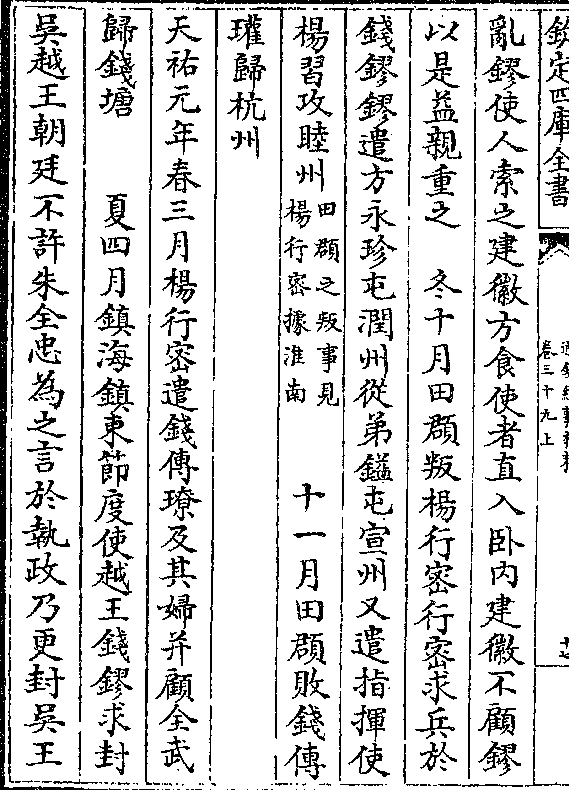 欽定四庫全書
卷三十九上
亂鏐使人索之建徽方食使者直入卧内建徽不顧鏐
以是益親重之　冬十月田頵叛楊行密行密求兵於
錢鏐鏐遣方永珍屯潤州從弟鎰屯宣州又遣指揮使
楊習攻睦州
田頵之叛事見
楊行密據淮南
十一月田頵敗錢傳
瓘歸杭州
天祐元年春三月楊行密遣錢傳璙及其婦并顧全武
歸錢塘　夏四月鎮海鎮東節度使越王錢鏐求封
吳越王朝廷不許朱全忠為之言於執政乃更封吳王